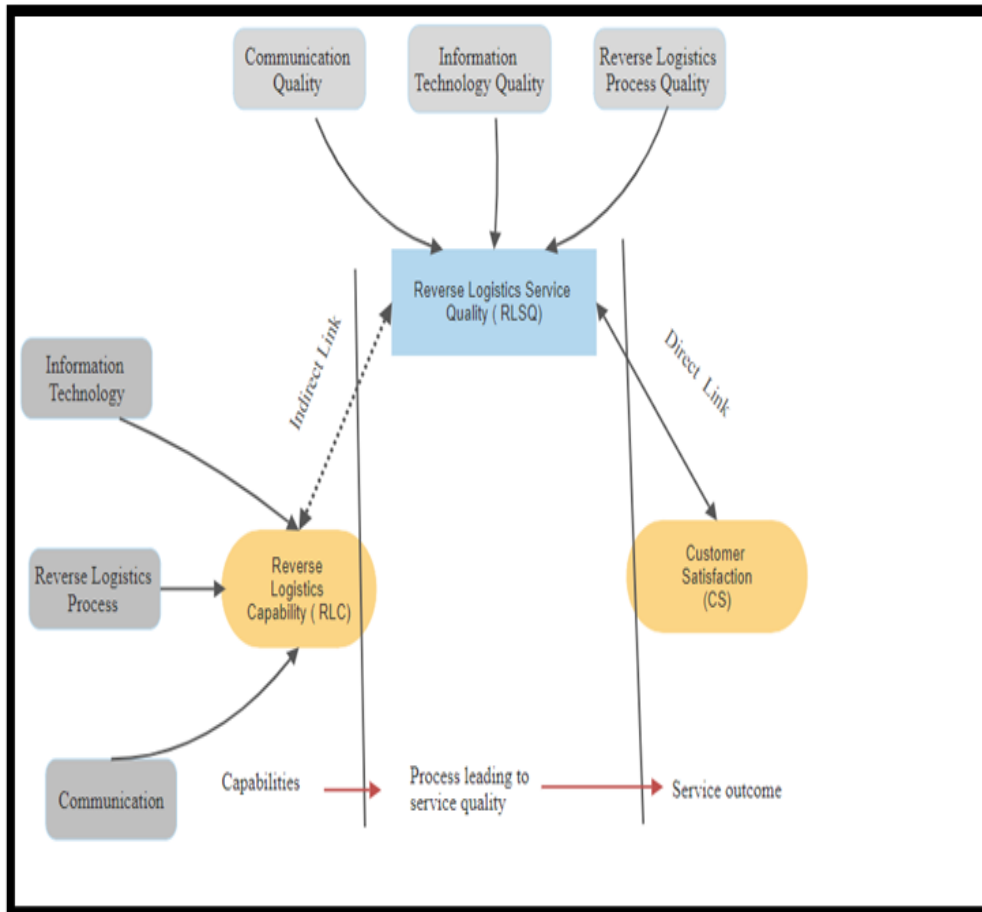 Communication
Quality
Information
Technology Quality
Reverse Logistics
Process Quality
Reverse Logistics Service
Quality ( RLSQ)
Indirect Link
Direct Link
Information
Technology
Reverse Logistics
Process
Reverse
Logistics
Capability ( RLC)
Customer
Satisfaction
(CS)
Communication
Capabilities
Process leading to
service quality
Service outcome